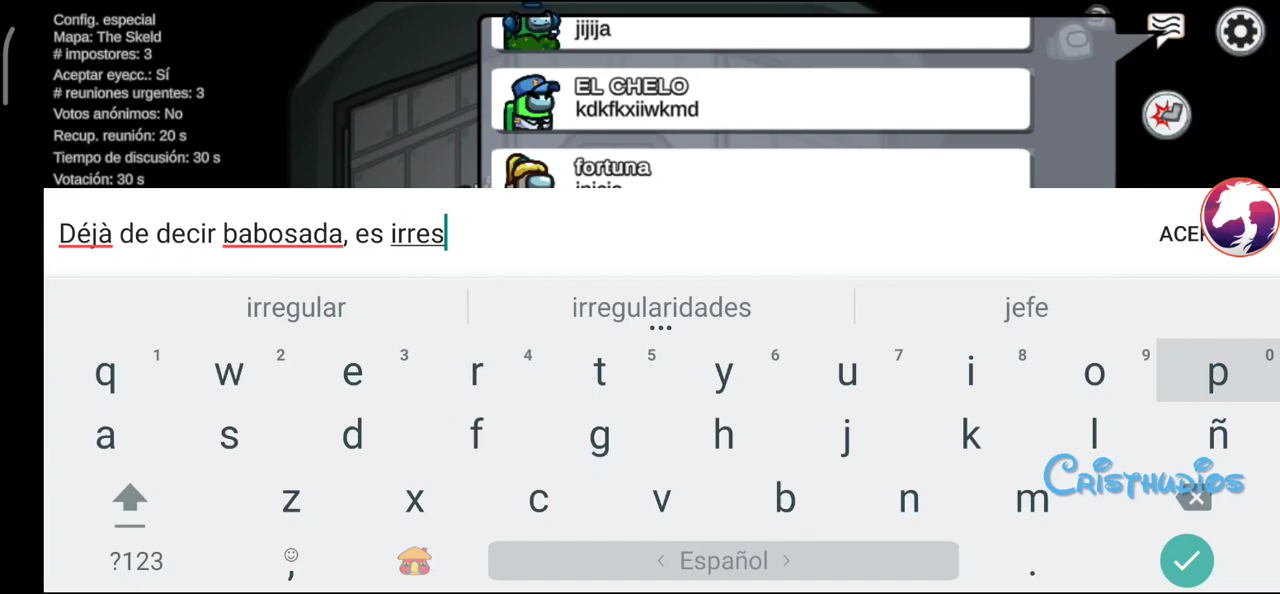 Config. especial
Mapa: The Skeld
# impostores: 3
Aceptar eyecc.: Sí
# reuniones urgentes: 3
Votos anónimos: No
Recup. reunión: 20 s
Tiempo de discusión: 30 s
Votación: 30 s
jijija
EL CHELO
kdkfkxiiwkmd
fortuna
inicio
Déjà de decir babosada, es irres
irregular
irregularidades
jefe
q 1 w 2 e 3 r 4 t 5 y 6 u 7 i 8 o 9 p 0
a s d f g h j k l ñ
z x c v b n m
CRISTHUDIOS
?123 , Español .